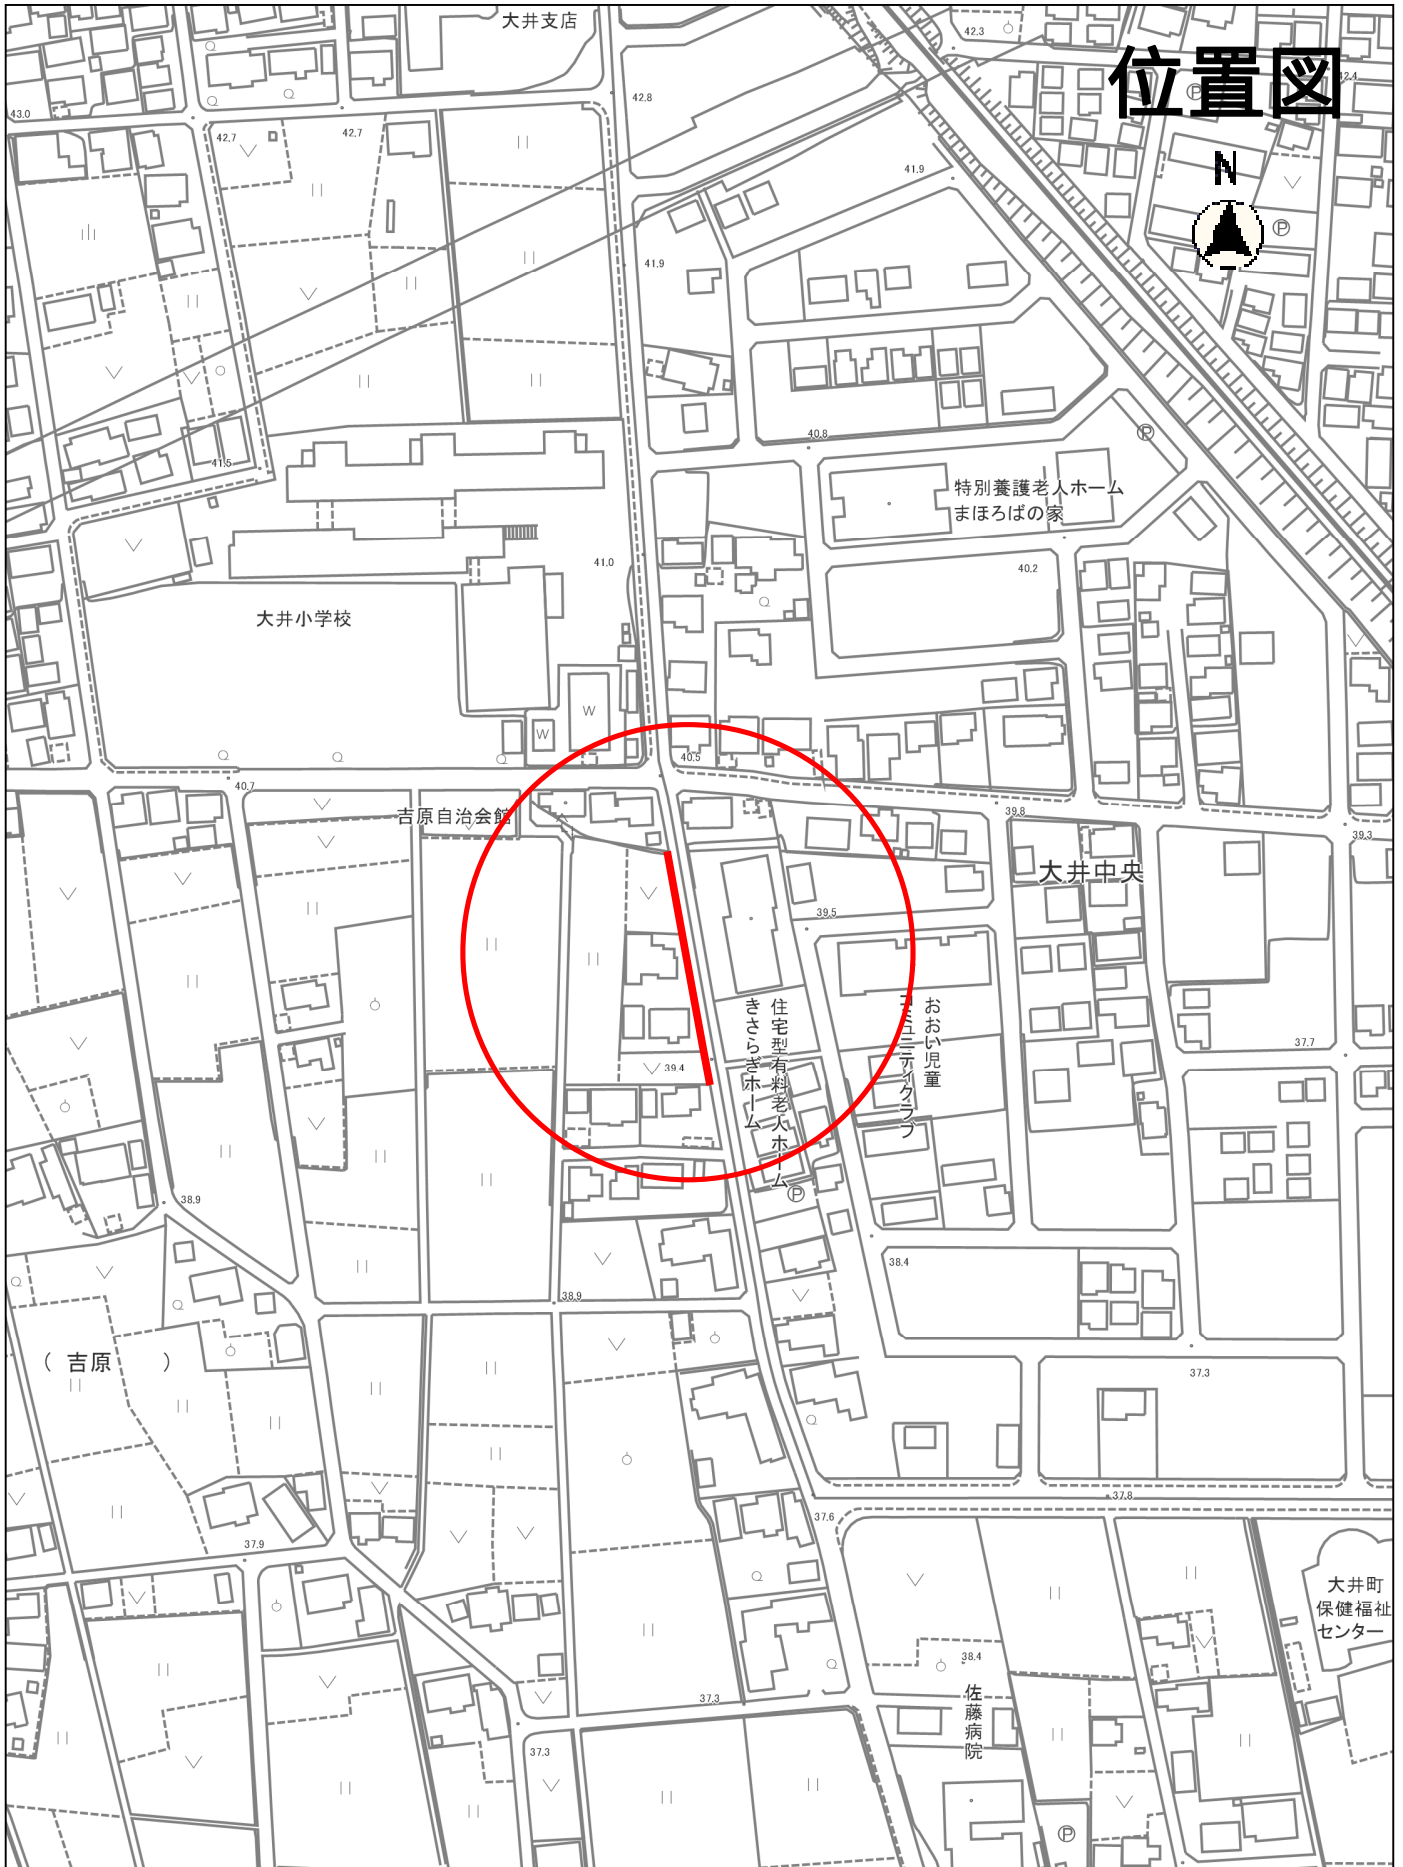 位置図
N
大井支店
42.3
42.4
43.0
42.8
42.7
42.7
41.9
41.9
40.8
41.5
特別養護老人ホーム
まほろばの家
41.0
40.2
大井小学校
W
W
40.5
40.7
39.8
39.3
吉原自治会館
大井中央
39.5
住宅型有料老人ホーム
きさらぎホーム
おおい児童
コミュニティクラブ
37.7
39.4
38.9
P
38.4
38.9
(吉原)
37.3
37.8
37.6
37.9
大井町
保健福祉
センター
38.4
佐藤病院
37.3
37.3
P